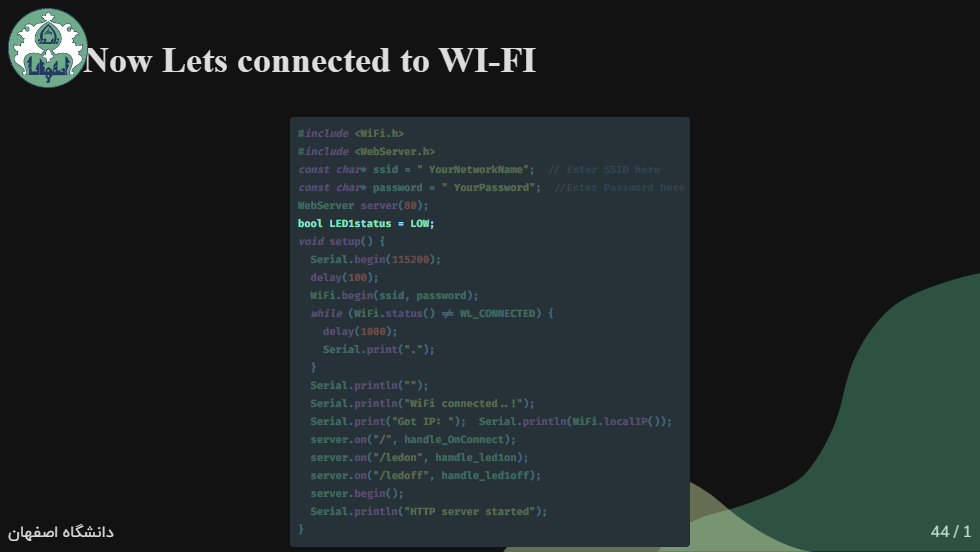 Now Lets connected to WI-FI
#include <WiFi.h>
#include <WebServer.h>
const char* ssid = " YourNetworkName";  // Enter SSID here
const char* password = " YourPassword";  //Enter Password here
WebServer server(80);
bool LED1status = LOW;
void setup() {
  Serial.begin(115200);
  delay(100);
  WiFi.begin(ssid, password);
  while (WiFi.status() != WL_CONNECTED) {
    delay(1000);
    Serial.print(".");
  }
  Serial.println("");
  Serial.println("WiFi connected..!");
  Serial.print("Got IP: ");  Serial.println(WiFi.localIP());
  server.on("/", handle_OnConnect);
  server.on("/ledon", handle_led1on);
  server.on("/ledoff", handle_led1off);
  server.begin();
  Serial.println("HTTP server started");
}
دانشگاه اصفهان
44 / 1